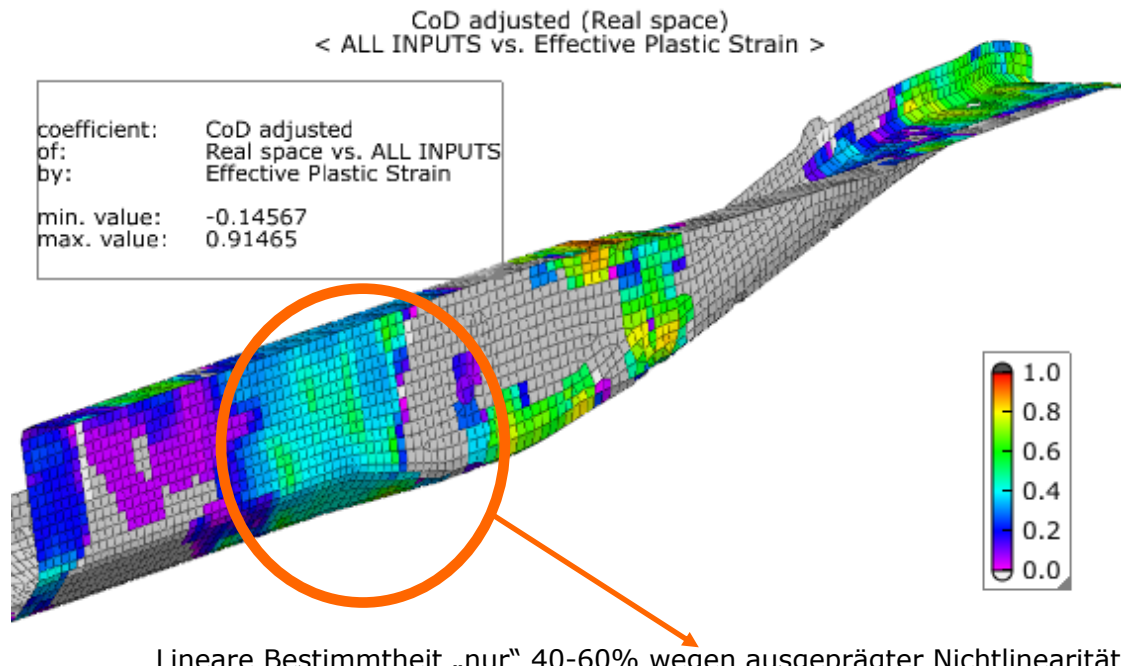 CoD adjusted (Real space)
< ALL INPUTS vs. Effective Plastic Strain >
coefficient: CoD adjusted
of: Real space vs. ALL INPUTS
by: Effective Plastic Strain
min. value: -0.14567
max. value: 0.91465
1.0
0.8
0.6
0.4
0.2
0.0
Lineare Bestimmtheit „nur“ 40-60% wegen ausgeprägter Nichtlinearität